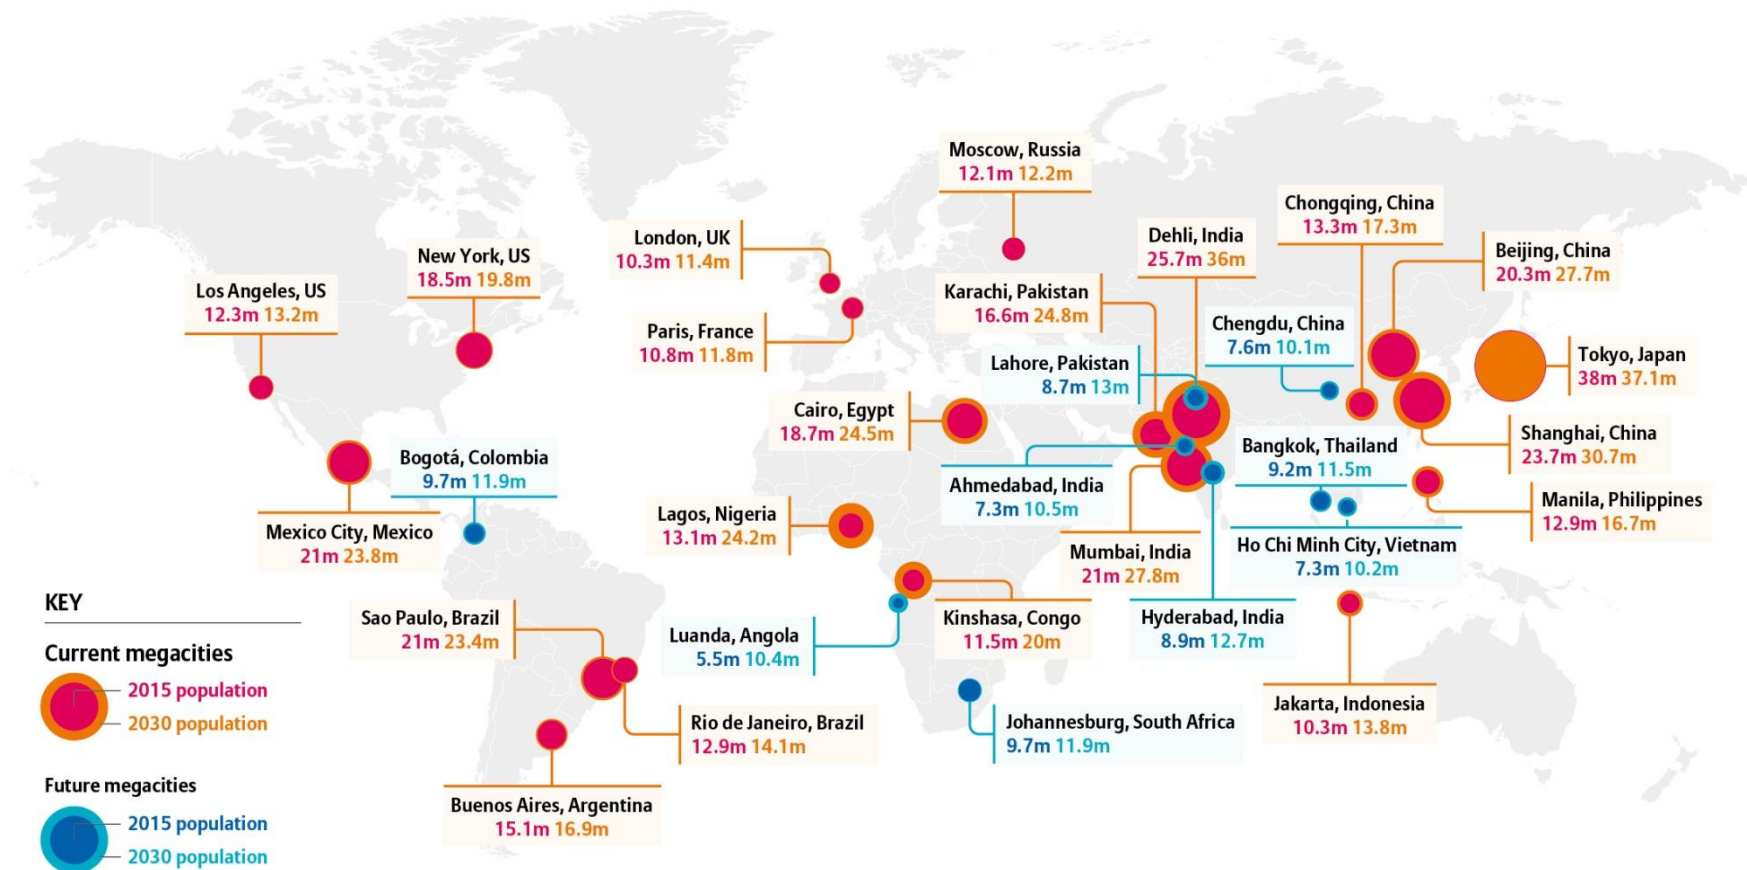 Moscow, Russia
12.1m 12.2m
Chongqing, China
13.3m 17.3m
London, UK
10.3m 11.4m
Dehli, India
25.7m 36m
Beijing, China
20.3m 27.7m
New York, US
18.5m 19.8m
Los Angeles, US
12.3m 13.2m
Karachi, Pakistan
16.6m 24.8m
Paris, France
10.8m 11.8m
Chengdu, China
7.6m 10.1m
Lahore, Pakistan
8.7m 13m
Tokyo, Japan
38m 37.1m
Cairo, Egypt
18.7m 24.5m
Shanghai, China
23.7m 30.7m
Bogotá, Colombia
9.7m 11.9m
Bangkok, Thailand
9.2m 11.5m
Ahmedabad, India
7.3m 10.5m
Manila, Philippines
12.9m 16.7m
Mexico City, Mexico
21m 23.8m
Lagos, Nigeria
13.1m 24.2m
Mumbai, India
21m 27.8m
Ho Chi Minh City, Vietnam
7.3m 10.2m
Sao Paulo, Brazil
21m 23.4m
Luanda, Angola
5.5m 10.4m
Kinshasa, Congo
11.5m 20m
Hyderabad, India
8.9m 12.7m
Rio de Janeiro, Brazil
12.9m 14.1m
Johannesburg, South Africa
9.7m 11.9m
Jakarta, Indonesia
10.3m 13.8m
Buenos Aires, Argentina
15.1m 16.9m
KEY
Current megacities
2015 population
2030 population
Future megacities
2015 population
2030 population